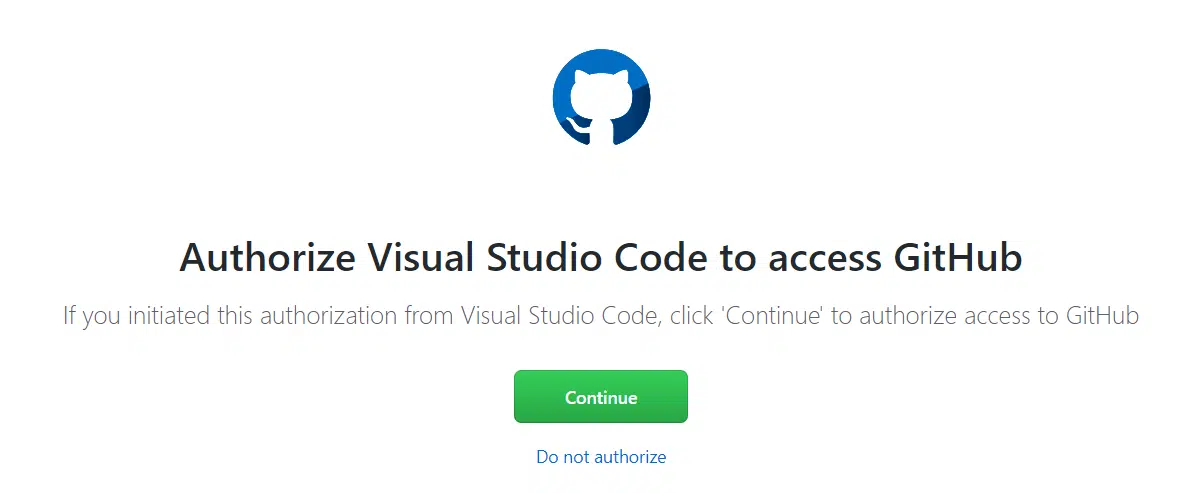 Authorize Visual Studio Code to access GitHub
If you initiated this authorization from Visual Studio Code, click 'Continue' to authorize access to GitHub
Continue
Do not authorize